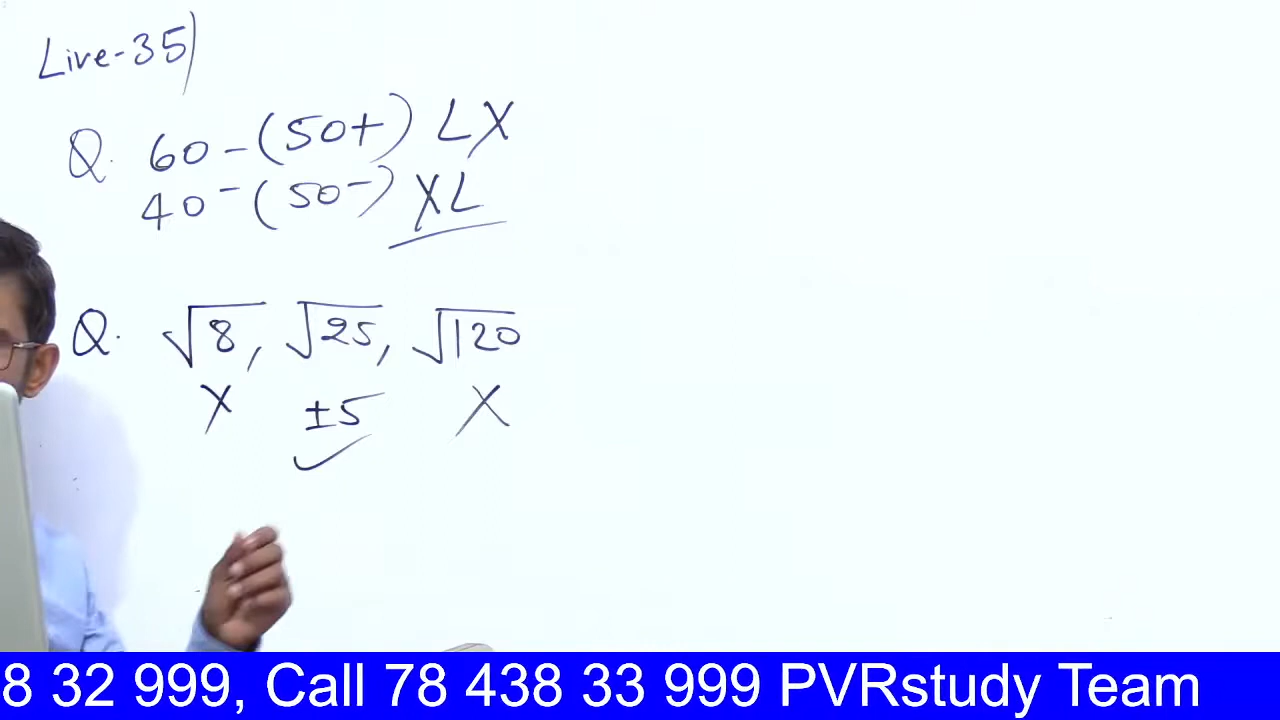 Live-35)
Q. 60 - (50+) LX
40 - (50-) XL
Q. √8, √25, √120
X ±5 X
8 32 999, Call 78 438 33 999 PVRstudy Team